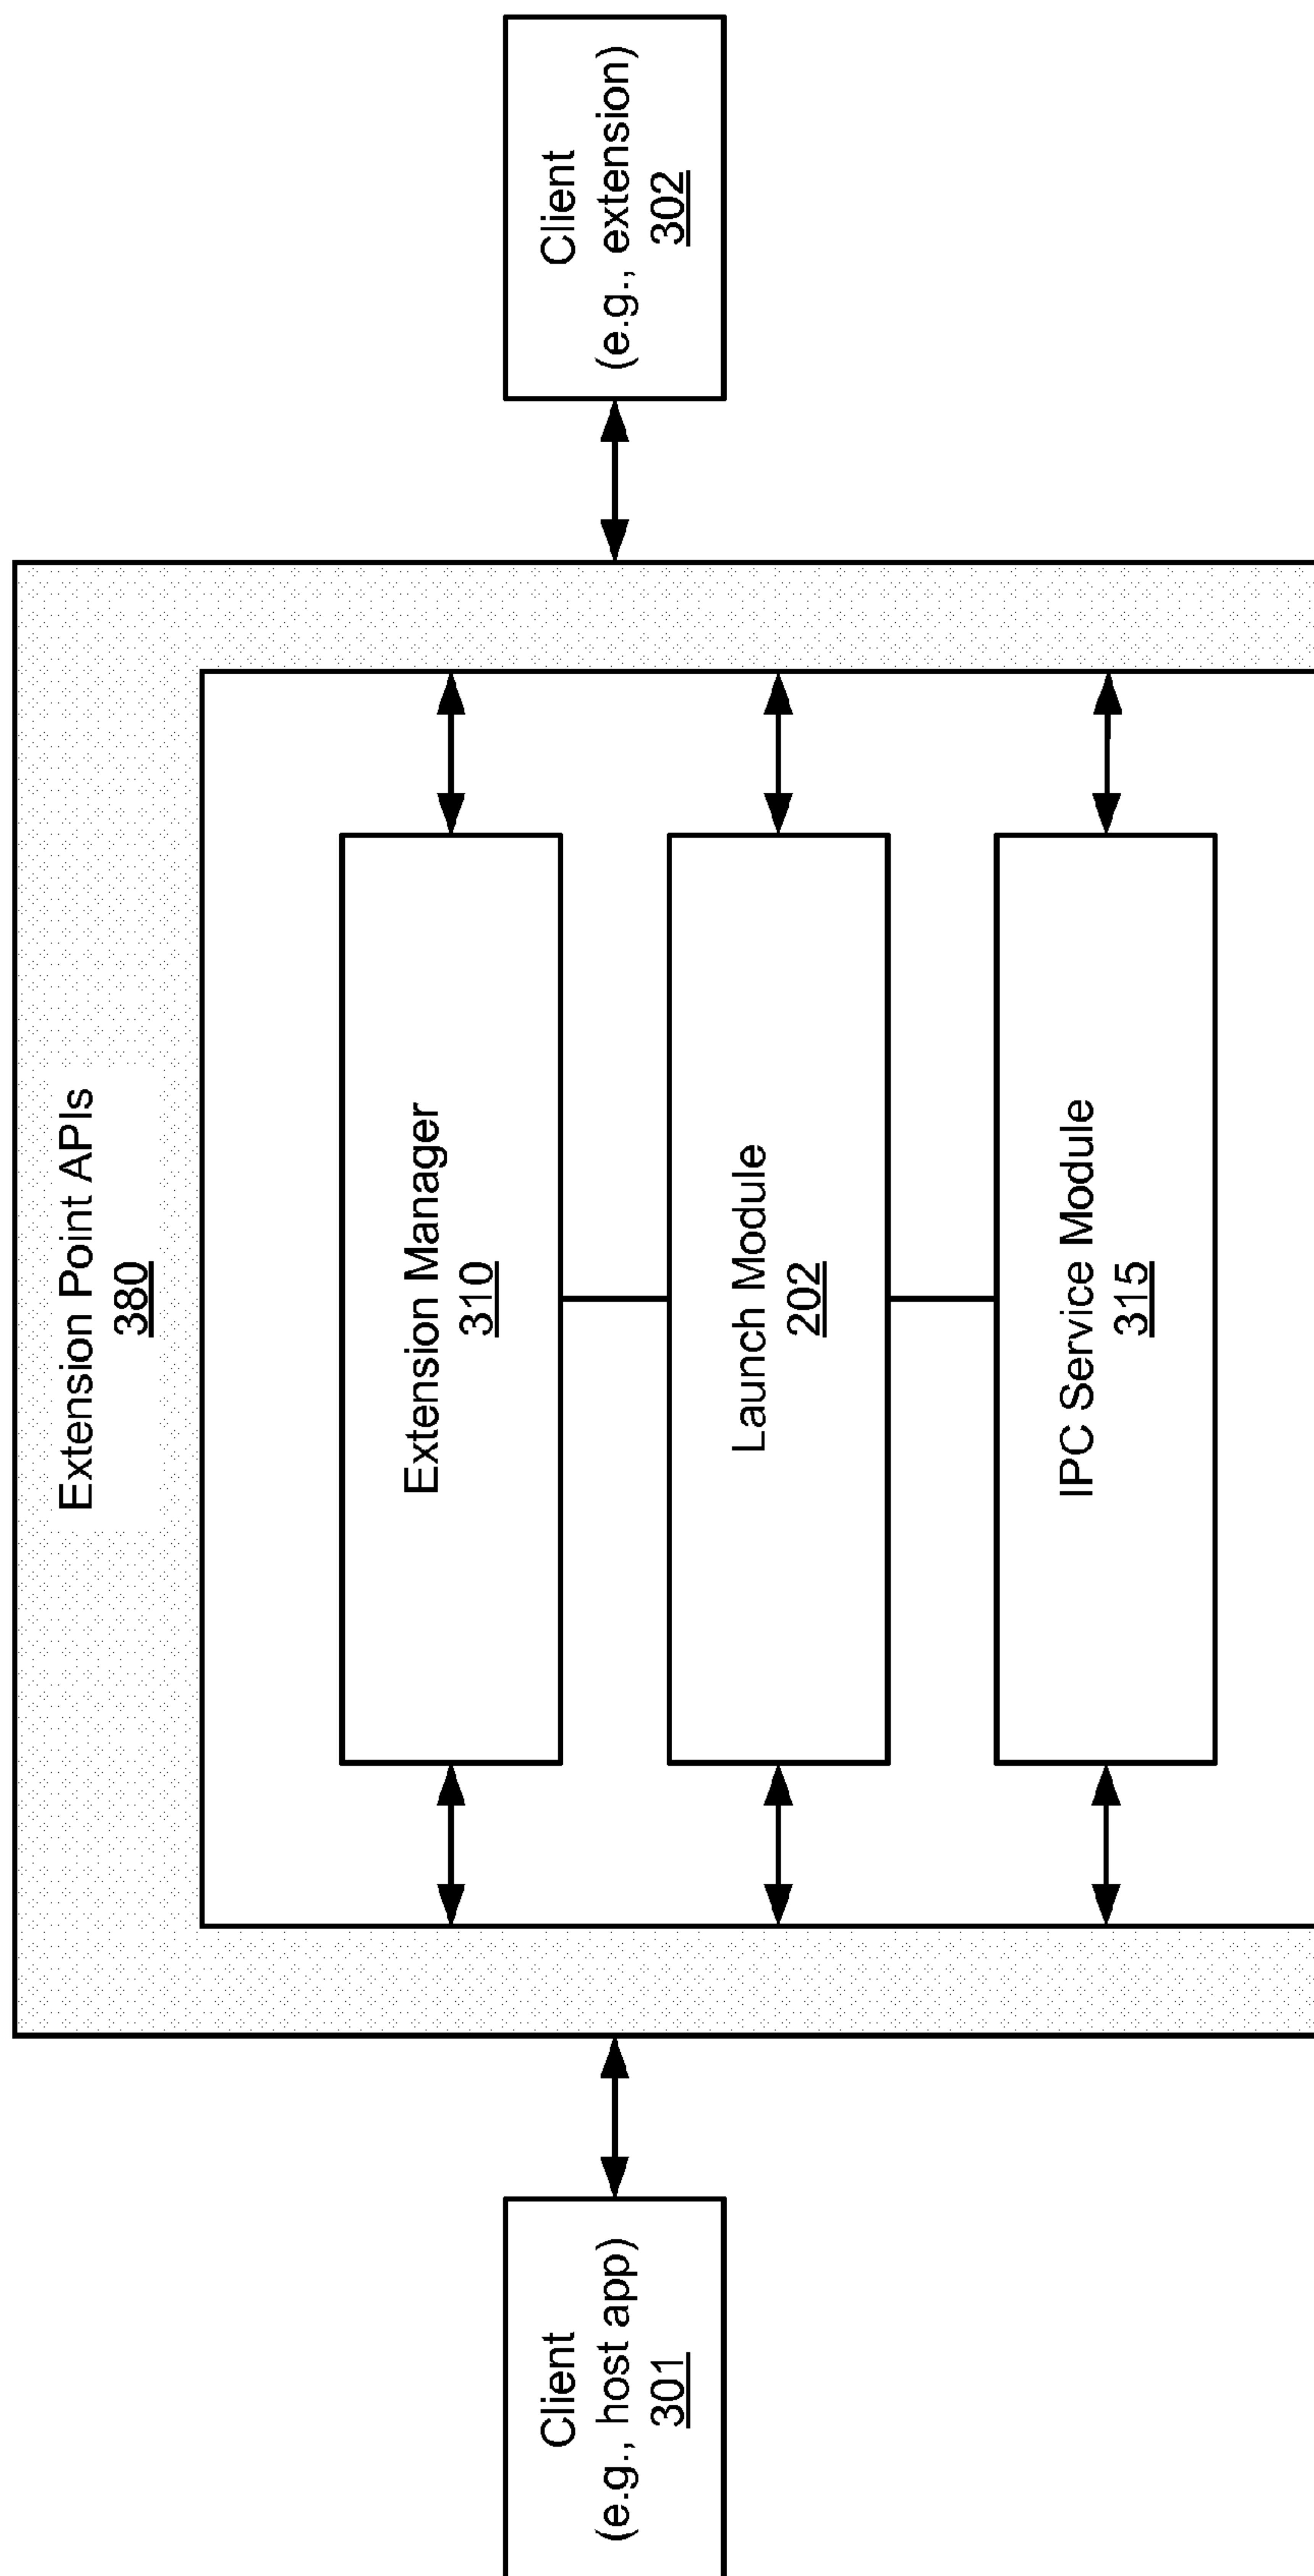 Extension Point APIs
380
Client
(e.g., host app)
301
Extension Manager
310
Client
(e.g., extension)
302
Launch Module
202
IPC Service Module
315